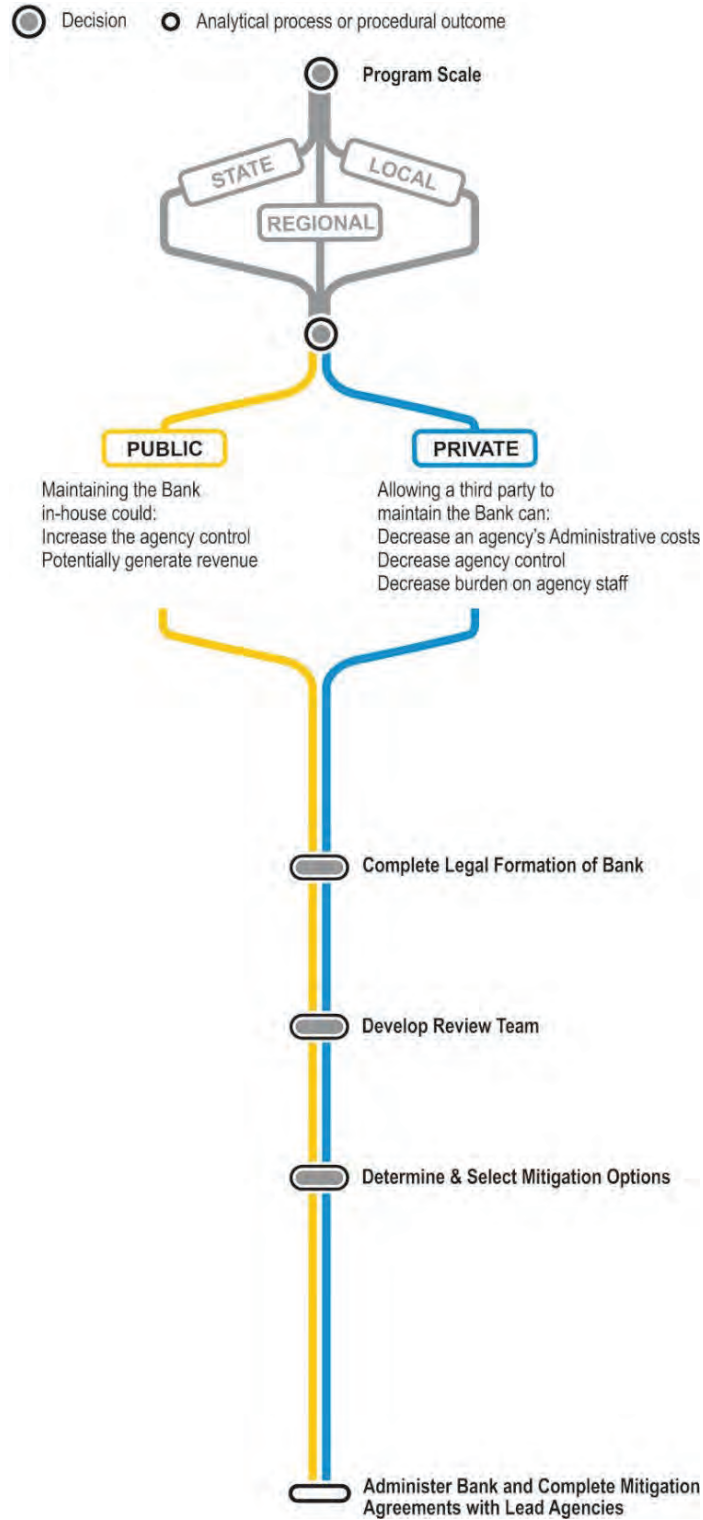 Decision
Analytical process or procedural outcome
Program Scale
STATE
LOCAL
REGIONAL
PUBLIC
Maintaining the Bank
in-house could:
Increase the agency control
Potentially generate revenue
PRIVATE
Allowing a third party to
maintain the Bank can:
Decrease an agency's Administrative costs
Decrease agency control
Decrease burden on agency staff
Complete Legal Formation of Bank
Develop Review Team
Determine & Select Mitigation Options
Administer Bank and Complete Mitigation
Agreements with Lead Agencies